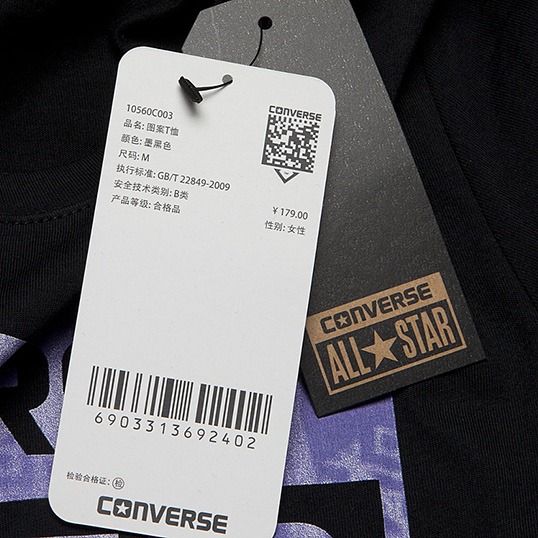 CONVERSE
10560C003
品名: 图案T恤
颜色: 墨黑色
尺码: M
执行标准: GB/T 22849-2009
安全技术类别: B类
产品等级: 合格品
¥ 179.00
性别: 女性
6903313692402
检验合格证: 检
CONVERSE
CONVERSE
ALL★STAR